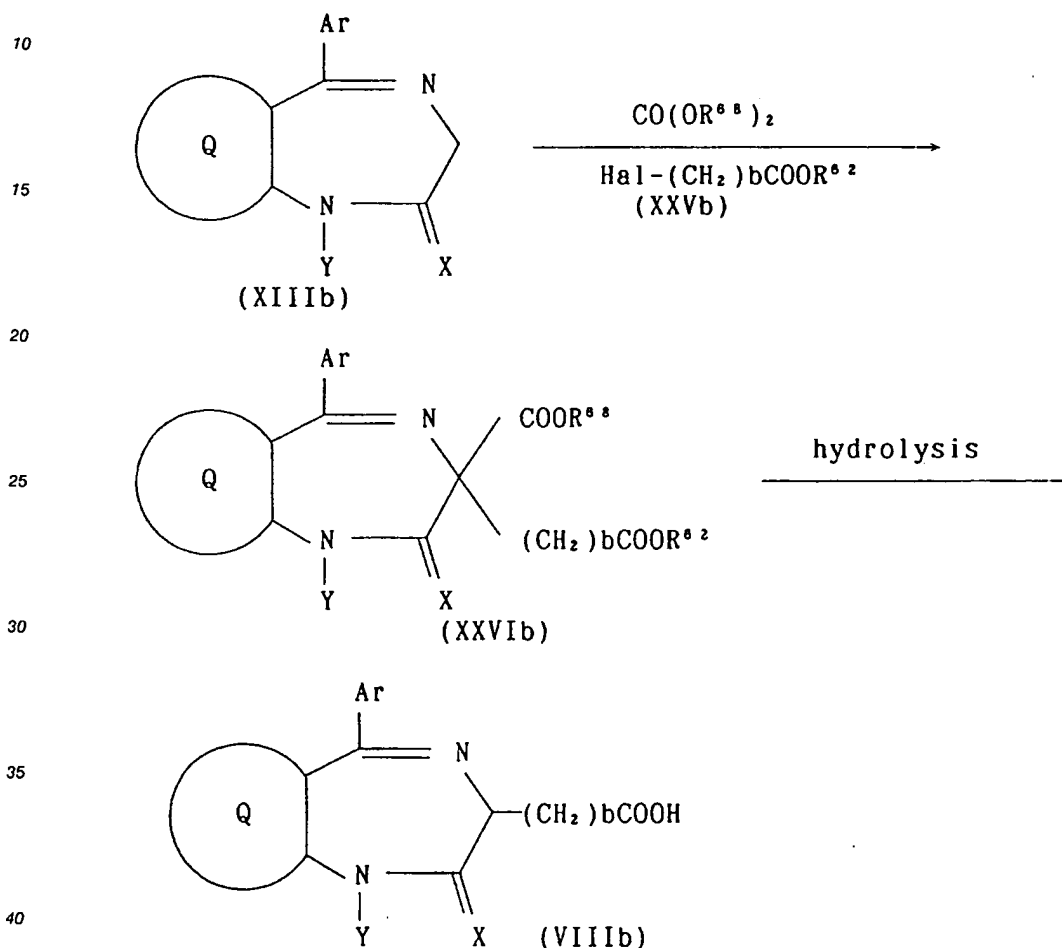 10
Ar
N
CO(OR⁶⁸)₂
Q
Hal-(CH₂)bCOOR⁶²
(XXVb)
15
N
Y
X
(XIIIb)
20
Ar
N
COOR⁶⁸
hydrolysis
25
Q
N
(CH₂)bCOOR⁶²
Y
X
(XXVIb)
30
Ar
35
N
Q
(CH₂)bCOOH
N
40
Y
X
(VIIIb)